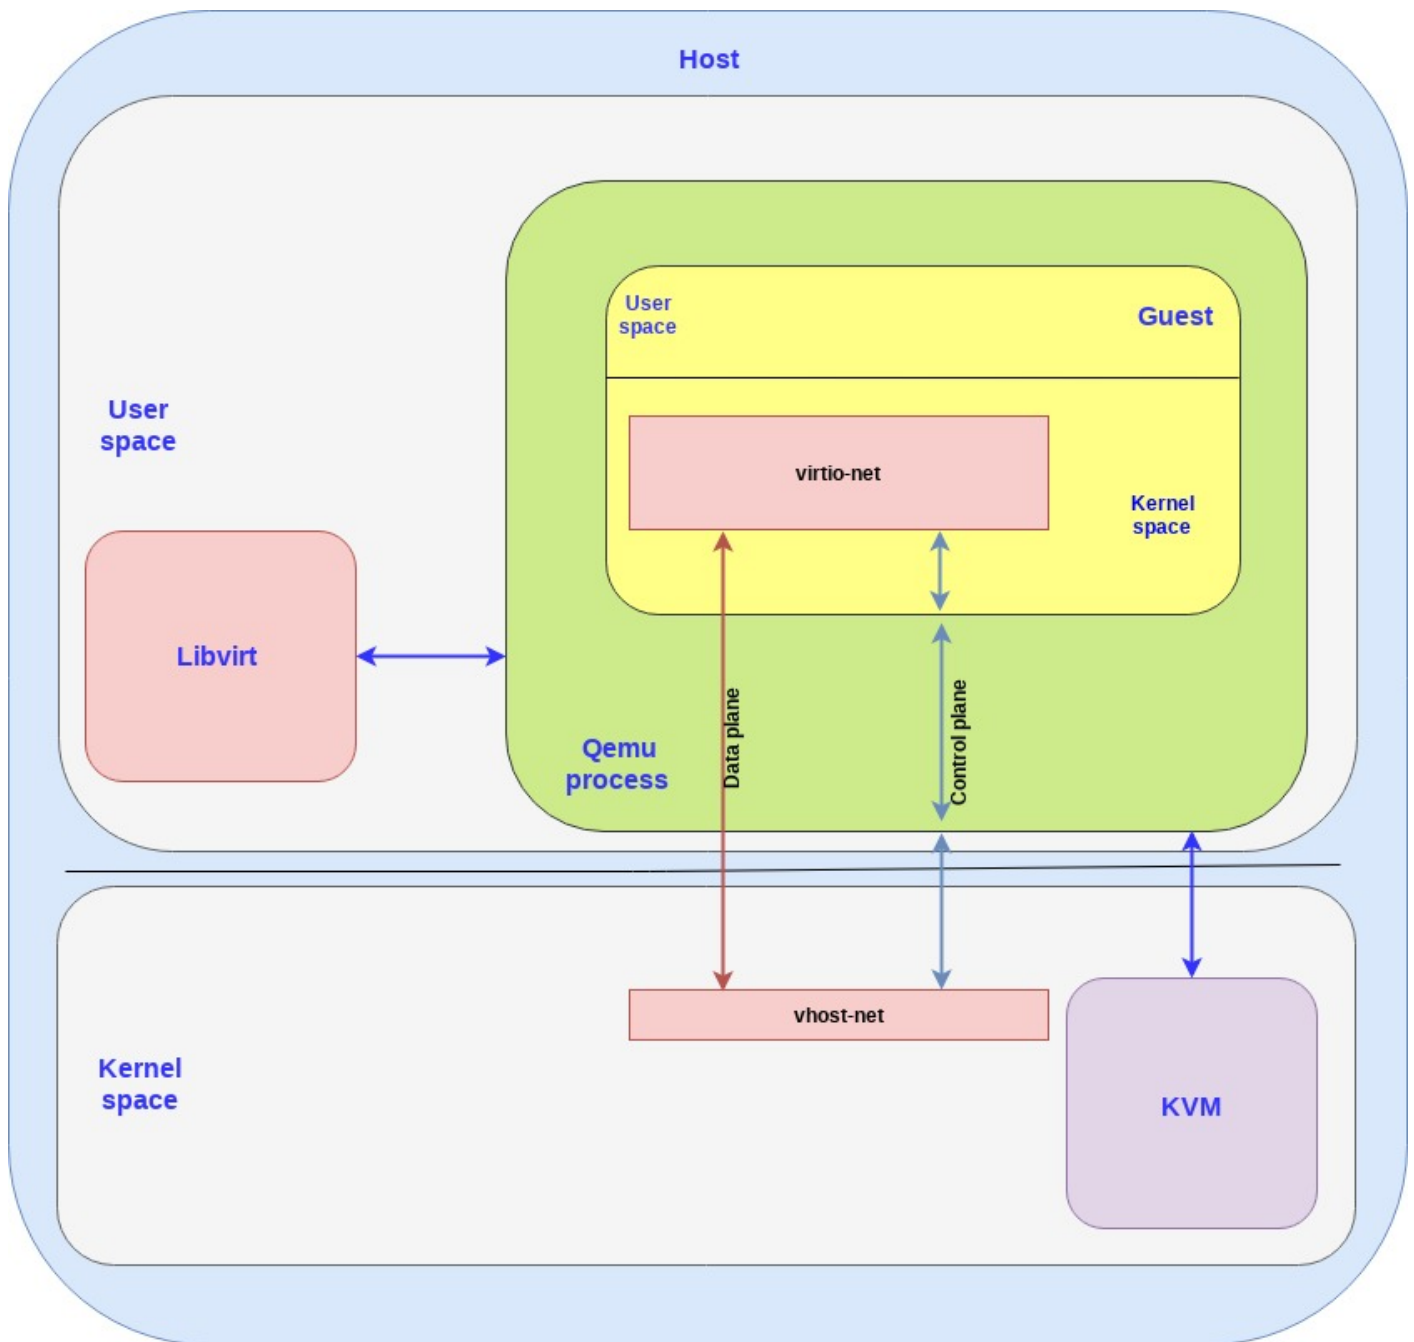 Host
User
space
Guest
User
space
virtio-net
Kernel
space
Libvirt
Qemu
process
Data plane
Control plane
vhost-net
Kernel
space
KVM